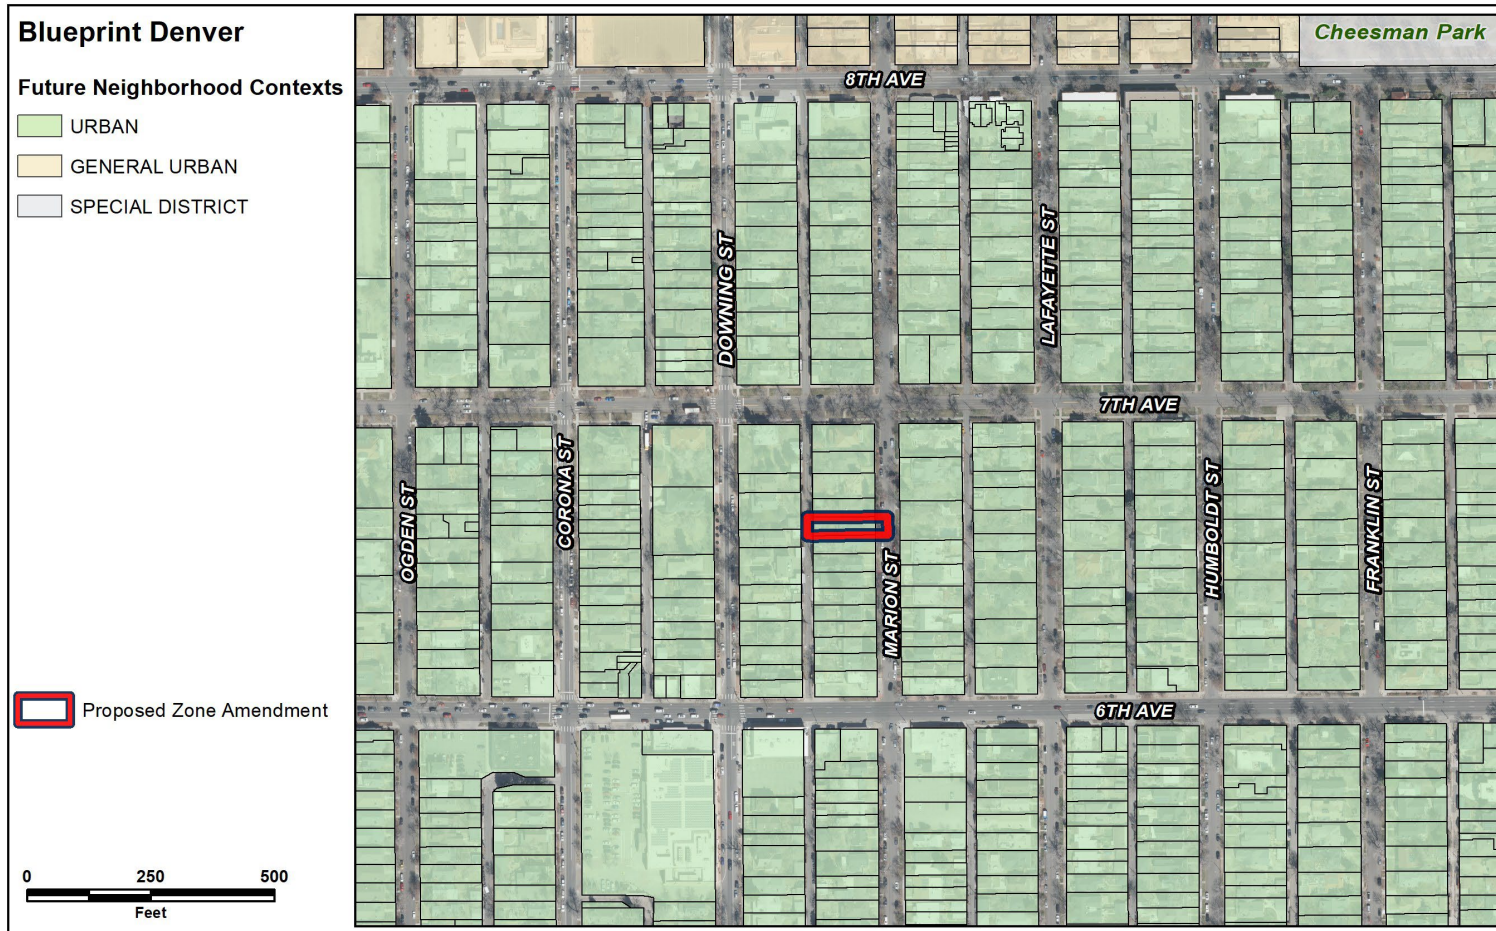 Blueprint Denver
Future Neighborhood Contexts
URBAN
GENERAL URBAN
SPECIAL DISTRICT
Proposed Zone Amendment
0 250 500
Feet
Cheesman Park
8TH AVE
DOWNING ST
LAFAYETTE ST
7TH AVE
OGDEN ST
CORONA ST
MARION ST
HUMBOLDT ST
FRANKLIN ST
6TH AVE